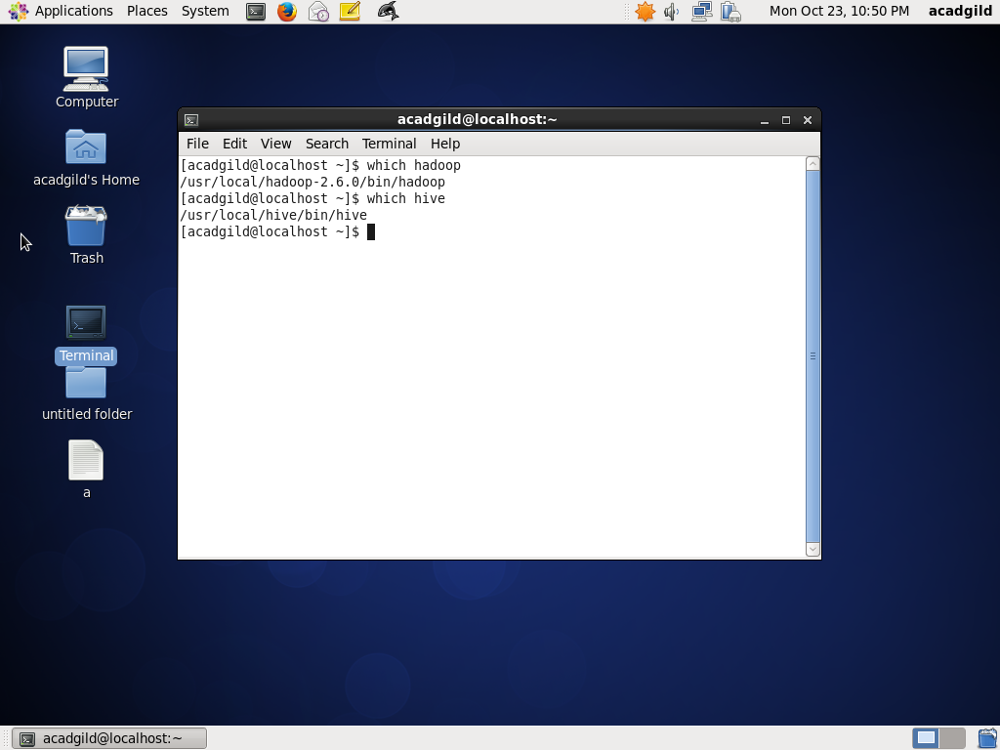 Applications Places System Mon Oct 23, 10:50 PM acadgild
Computer
acadgild's Home
Trash
Terminal
untitled folder
a
acadgild@localhost:~
File Edit View Search Terminal Help
[acadgild@localhost ~]$ which hadoop
/usr/local/hadoop-2.6.0/bin/hadoop
[acadgild@localhost ~]$ which hive
/usr/local/hive/bin/hive
[acadgild@localhost ~]$
acadgild@localhost:~